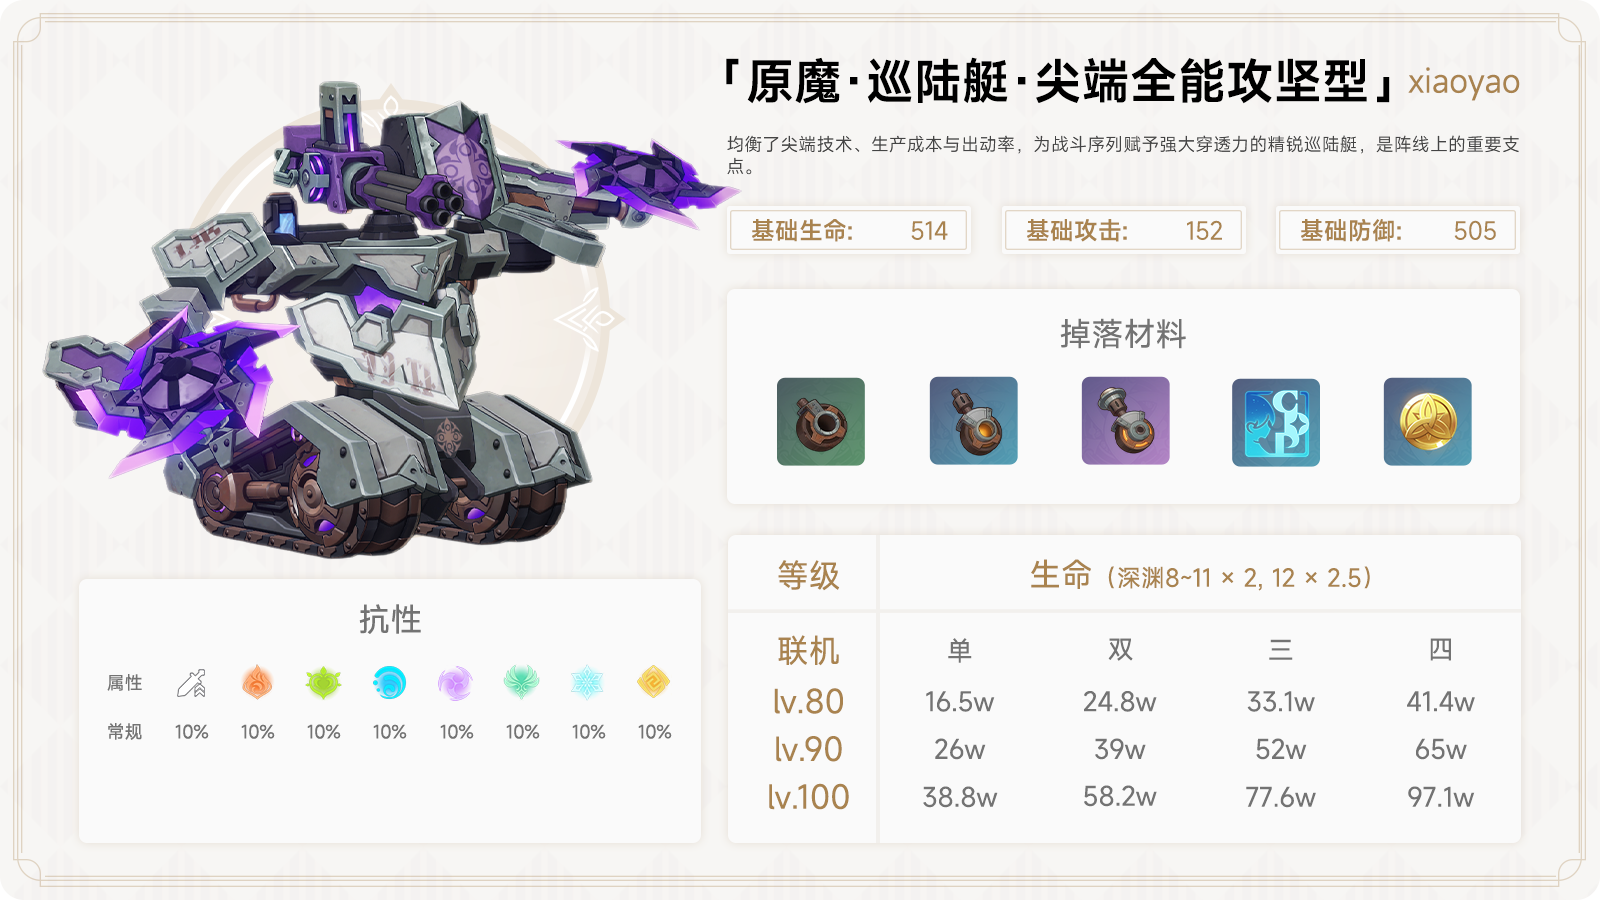 「原魔·巡陆艇·尖端全能攻坚型」 xiaoyao
均衡了尖端技术、生产成本与出动率，为战斗序列赋予强大穿透力的精锐巡陆艇，是阵线上的重要支
点。
基础生命: 514 基础攻击: 152 基础防御: 505
掉落材料
抗性
属性
常规 10% 10% 10% 10% 10% 10% 10% 10%
等级 生命（深渊8~11 × 2, 12 × 2.5）
联机 单 双 三 四
lv.80 16.5w 24.8w 33.1w 41.4w
lv.90 26w 39w 52w 65w
lv.100 38.8w 58.2w 77.6w 97.1w